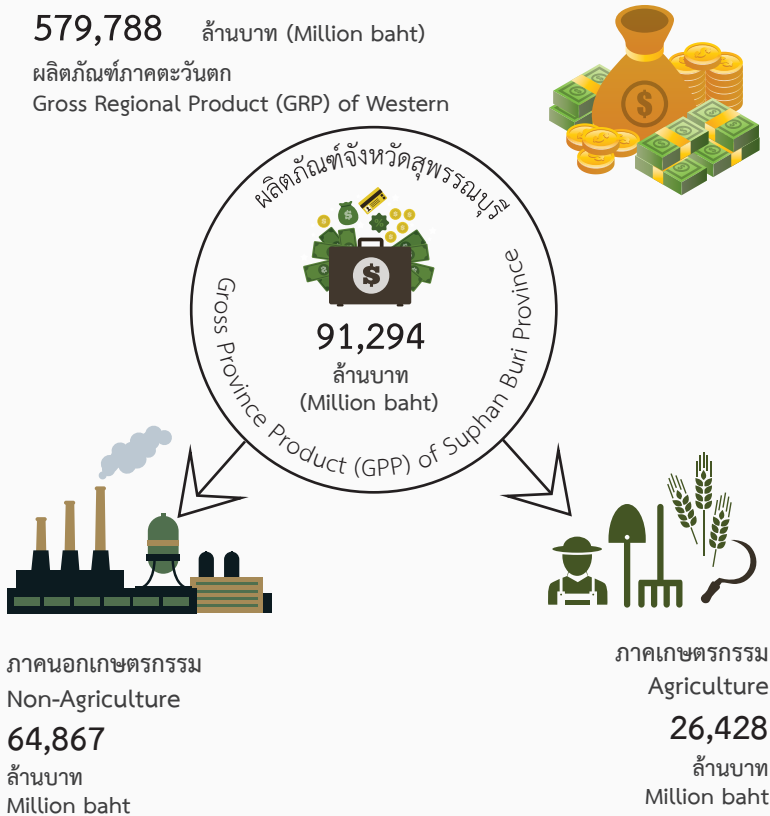 579,788 ล้านบาท (Million baht)
ผลิตภัณฑ์ภาคตะวันตก
Gross Regional Product (GRP) of Western
ผลิตภัณฑ์จังหวัดสุพรรณบุรี
$
$
$
91,294
ล้านบาท
(Million baht)
Gross Province Product (GPP) of Suphan Buri Province
ภาคนอกเกษตรกรรม
Non-Agriculture
64,867
ล้านบาท
Million baht
ภาคเกษตรกรรม
Agriculture
26,428
ล้านบาท
Million baht